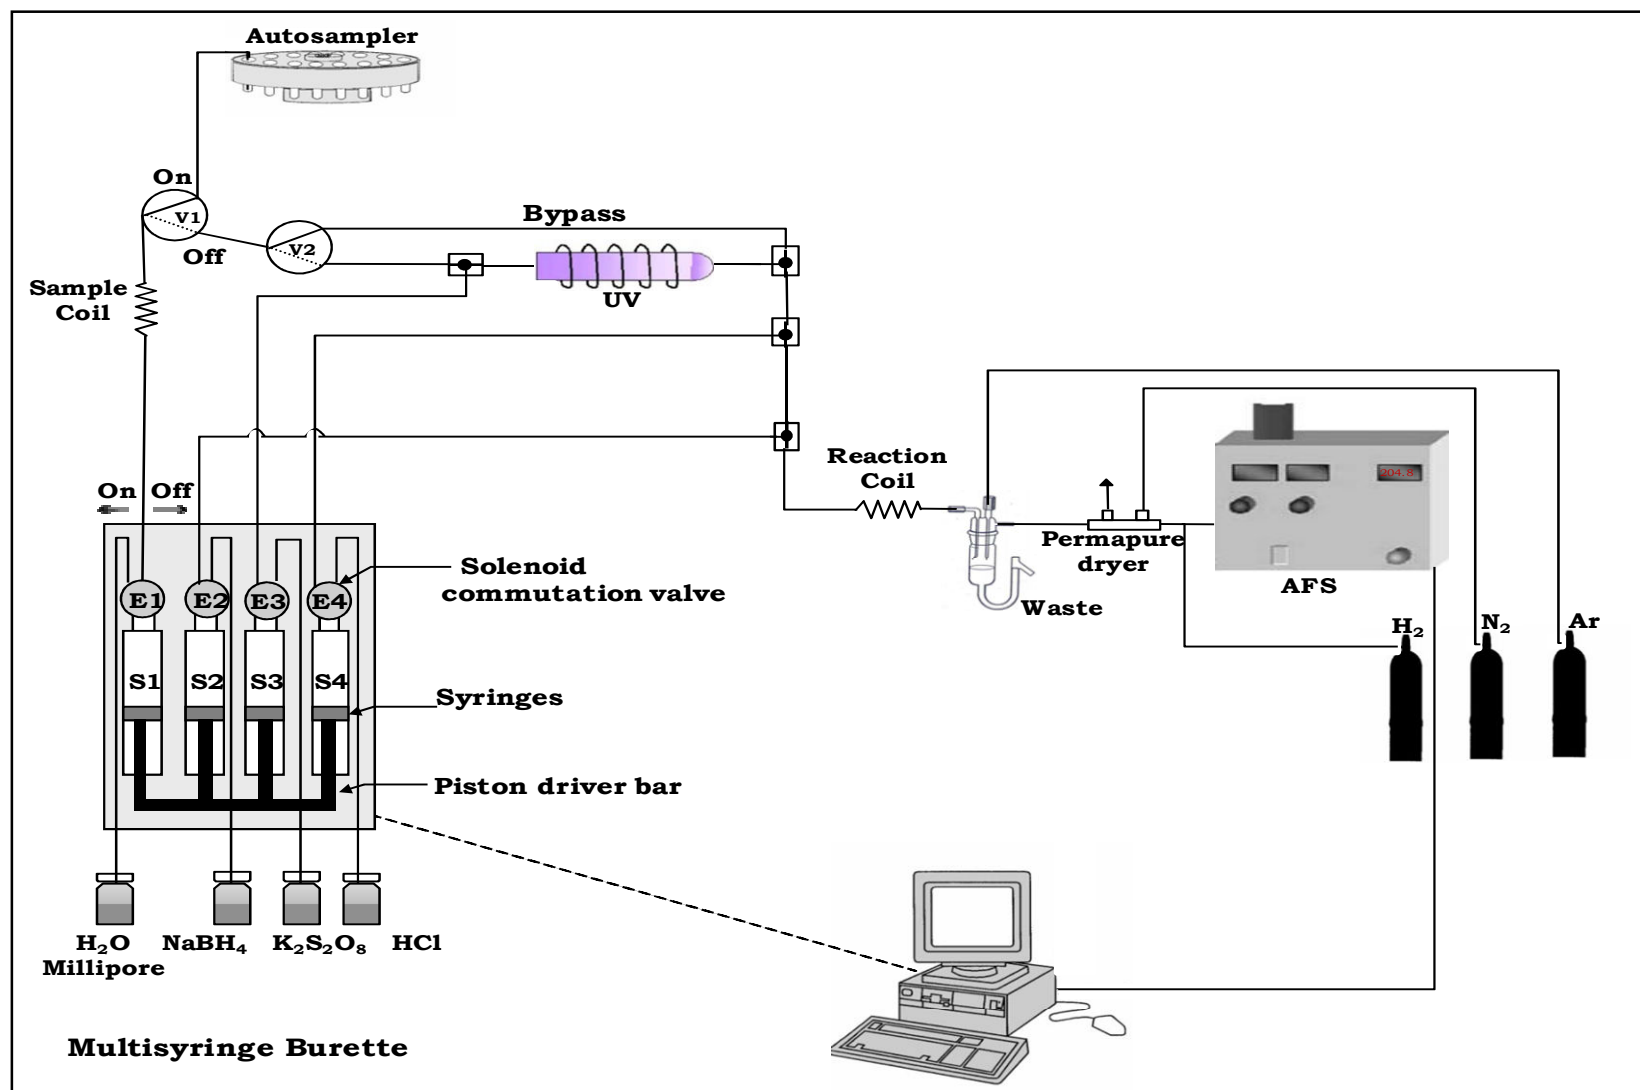 Autosampler
On
V1
Off
V2
Bypass
UV
Sample
Coil
On
Off
Reaction
Coil
Permapure
dryer
Waste
204.8
AFS
H₂
N₂
Ar
E1
E2
E3
E4
Solenoid
commutation valve
S1
S2
S3
S4
Syringes
Piston driver bar
H₂O
Millipore
NaBH₄
K₂S₂O₈
HCl
Multisyringe Burette